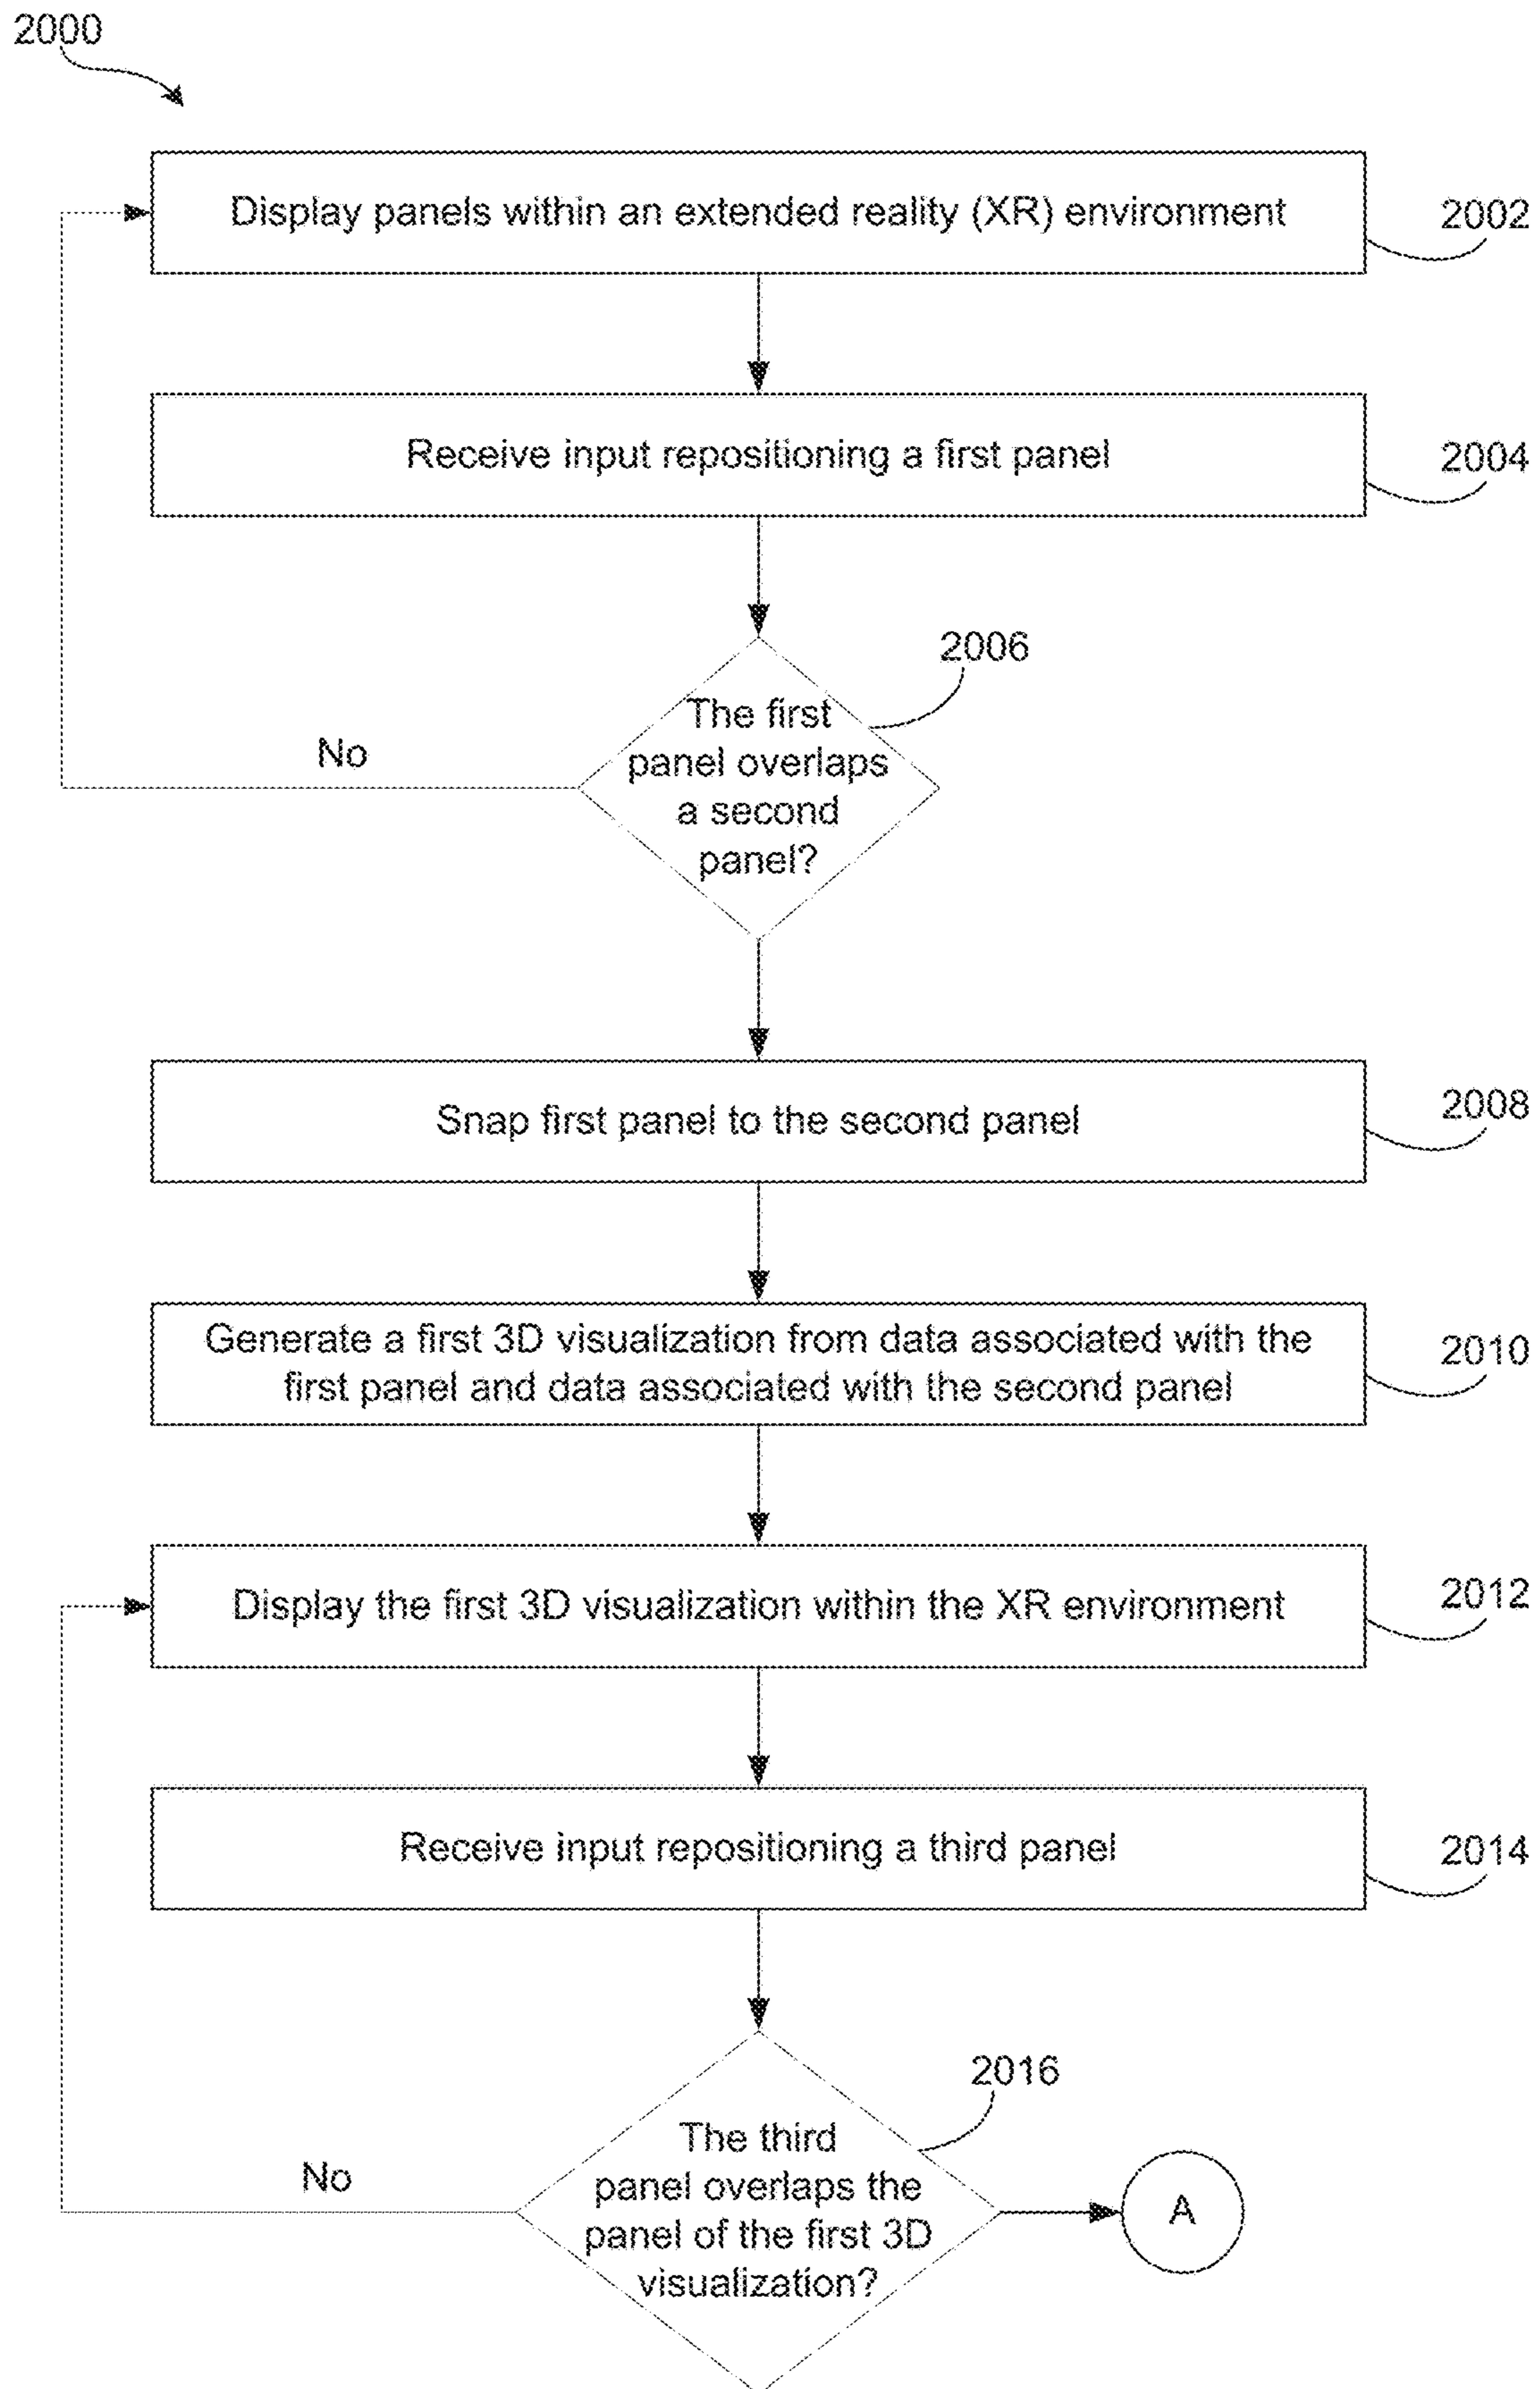 2000
Display panels within an extended reality (XR) environment
2002
Receive input repositioning a first panel
2004
2006
The first
panel overlaps
a second
panel?
No
Snap first panel to the second panel
2008
Generate a first 3D visualization from data associated with the
first panel and data associated with the second panel
2010
Display the first 3D visualization within the XR environment
2012
Receive input repositioning a third panel
2014
2016
The third
panel overlaps the
panel of the first 3D
visualization?
No
A